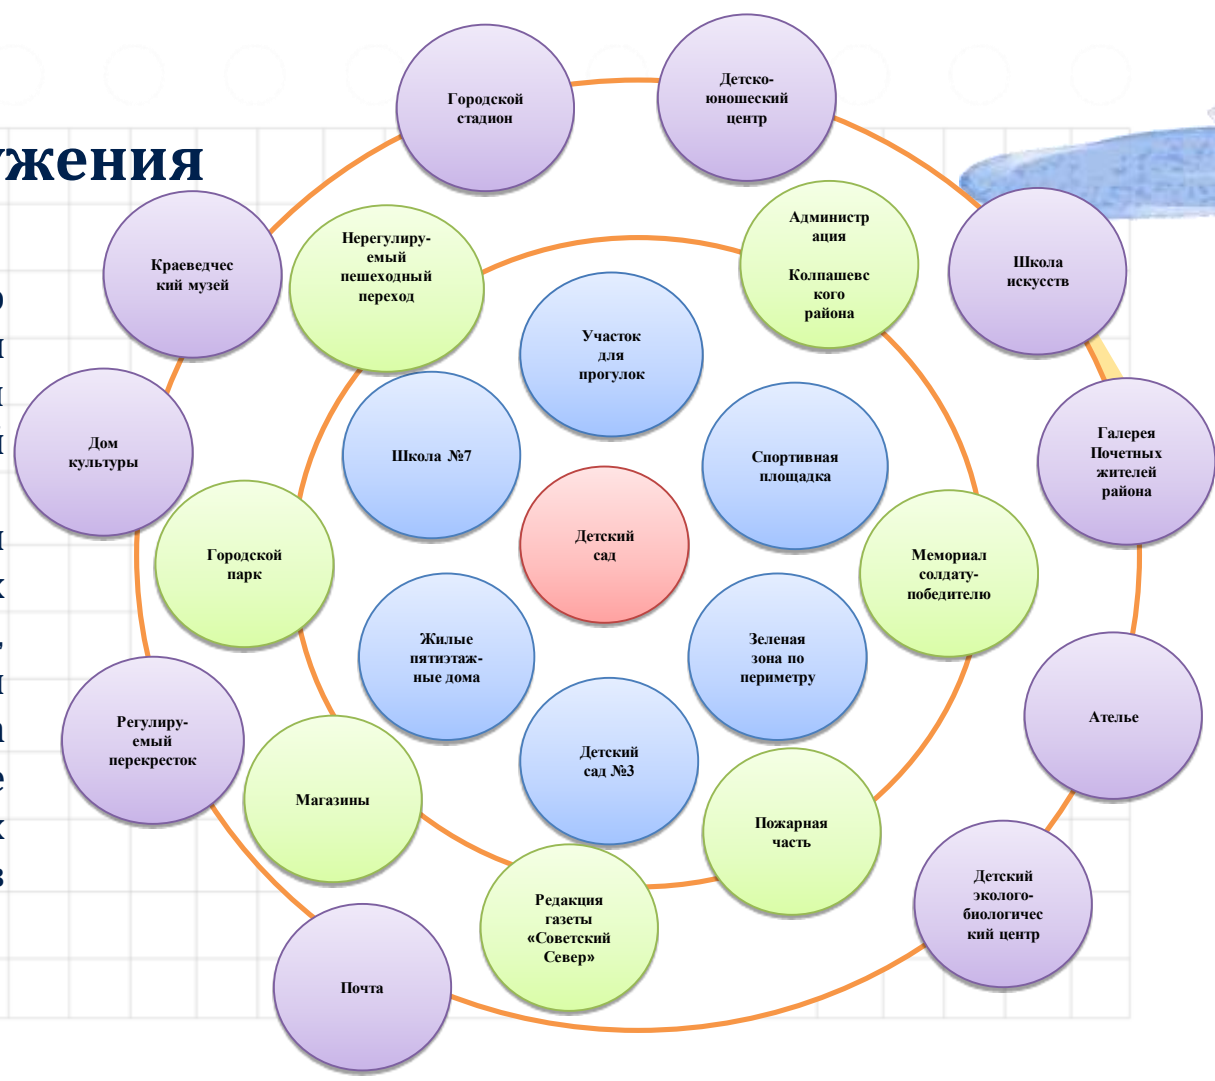 Городской
стадион
Детско-
юношеский
центр
ужения
Краеведчес
кий музей
Нерегулиру-
емый
пешеходный
переход
Администр
ация
Колпашевс
кого
района
Школа
искусств
Участок
для
прогулок
Дом
культуры
Школа №7
Спортивная
площадка
Галерея
Почетных
жителей
района
Городской
парк
Детский
сад
Мемориал
солдату-
победителю
Жилые
пятиэтаж-
ные дома
Зеленая
зона по
периметру
Регулиру-
емый
перекресток
Ателье
Магазины
Детский
сад №3
Пожарная
часть
Редакция
газеты
«Советский
Север»
Детский
эколого-
биологичес
кий центр
Почта